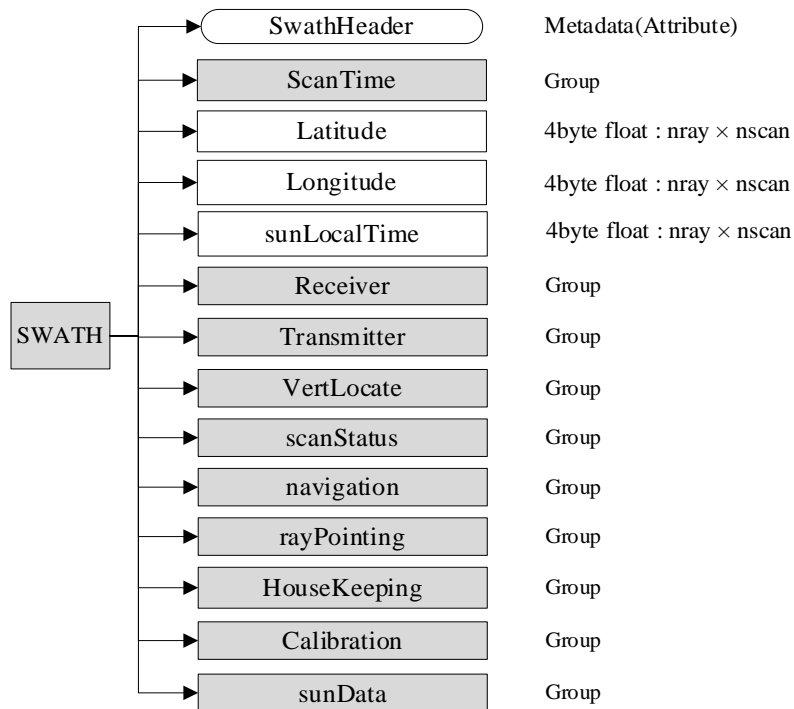 SwathHeader Metadata(Attribute)
ScanTime Group
Latitude 4byte float : nray × nscan
Longitude 4byte float : nray × nscan
sunLocalTime 4byte float : nray × nscan
Receiver Group
SWATH Transmitter Group
VertLocate Group
scanStatus Group
navigation Group
rayPointing Group
HouseKeeping Group
Calibration Group
sunData Group